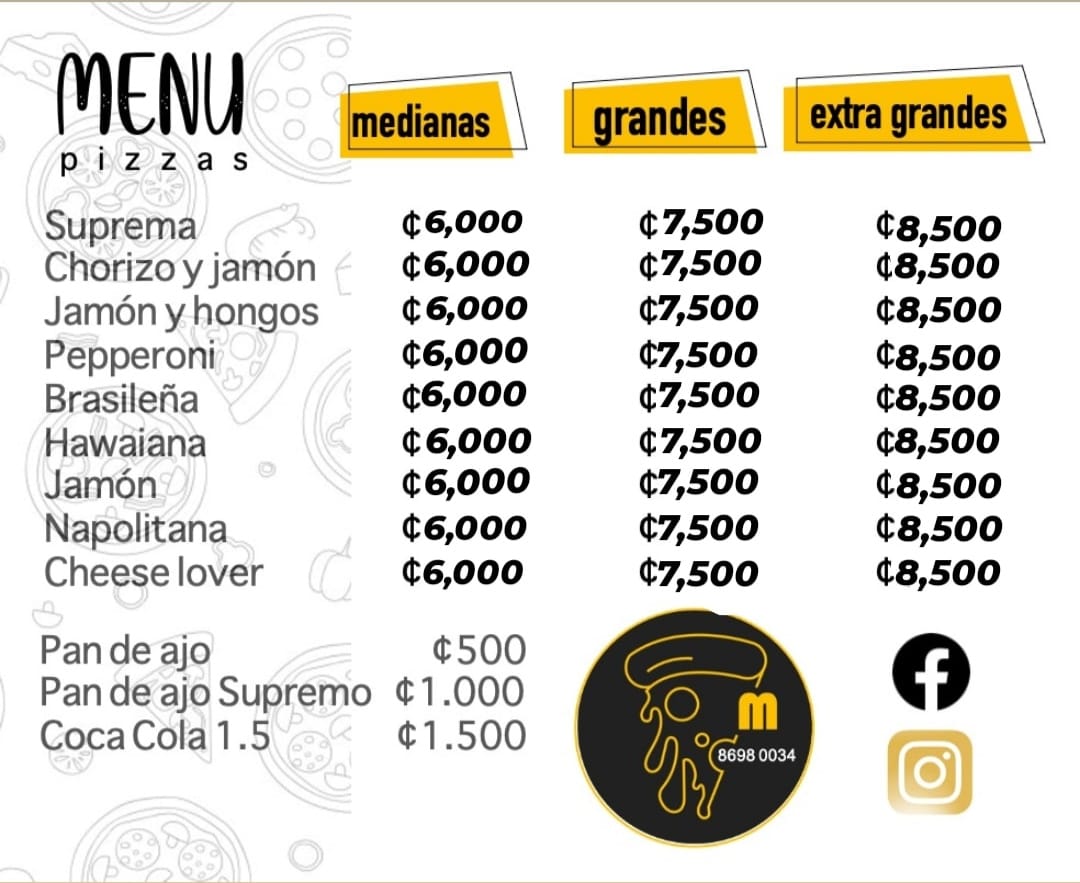 MENU
pizzas
medianas grandes extra grandes
Suprema ₵6,000 ₵7,500 ₵8,500
Chorizo y jamón ₵6,000 ₵7,500 ₵8,500
Jamón y hongos ₵6,000 ₵7,500 ₵8,500
Pepperoni ₵6,000 ₵7,500 ₵8,500
Brasileña ₵6,000 ₵7,500 ₵8,500
Hawaiana ₵6,000 ₵7,500 ₵8,500
Jamón ₵6,000 ₵7,500 ₵8,500
Napolitana ₵6,000 ₵7,500 ₵8,500
Cheese lover ₵6,000 ₵7,500 ₵8,500
Pan de ajo ₵500
Pan de ajo Supremo ₵1.000
Coca Cola 1.5 ₵1.500
m
8698 0034